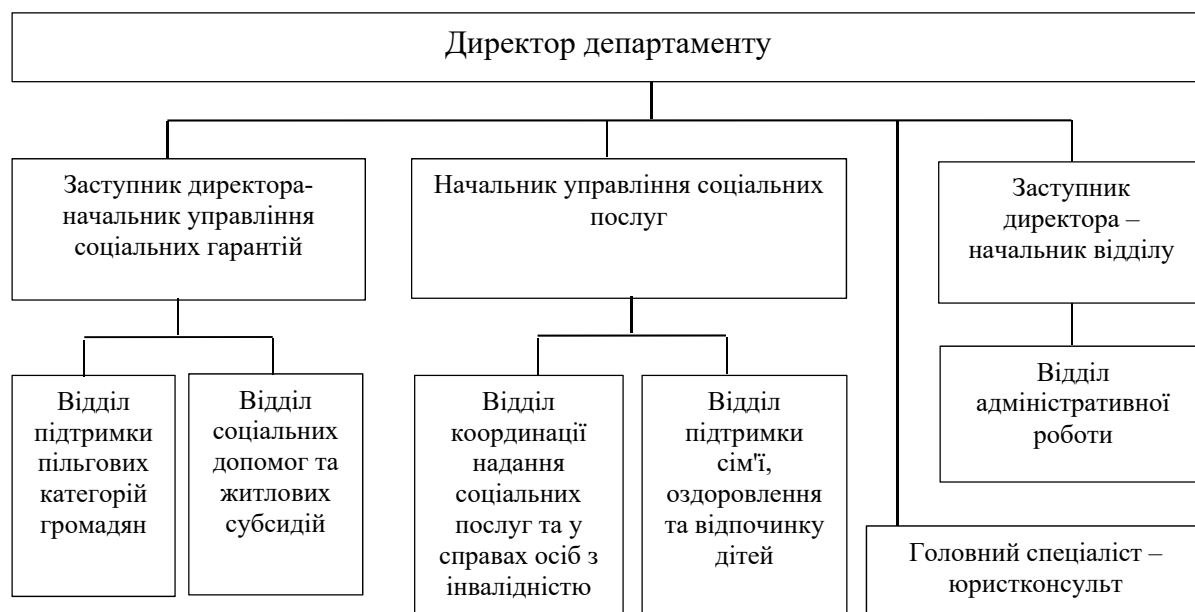 Директор департаменту
Заступник директора-
начальник управління
соціальних гарантій
Начальник управління соціальних
послуг
Заступник
директора –
начальник відділу
Відділ
підтримки
пільгових
категорій
громадян
Відділ
соціальних
допомог та
житлових
субсидій
Відділ
координації
надання
соціальних
послуг та у
справах осіб з
інвалідністю
Відділ
підтримки
сім'ї,
оздоровлення
та відпочинку
дітей
Відділ
адміністративної
роботи
Головний спеціаліст –
юристконсульт